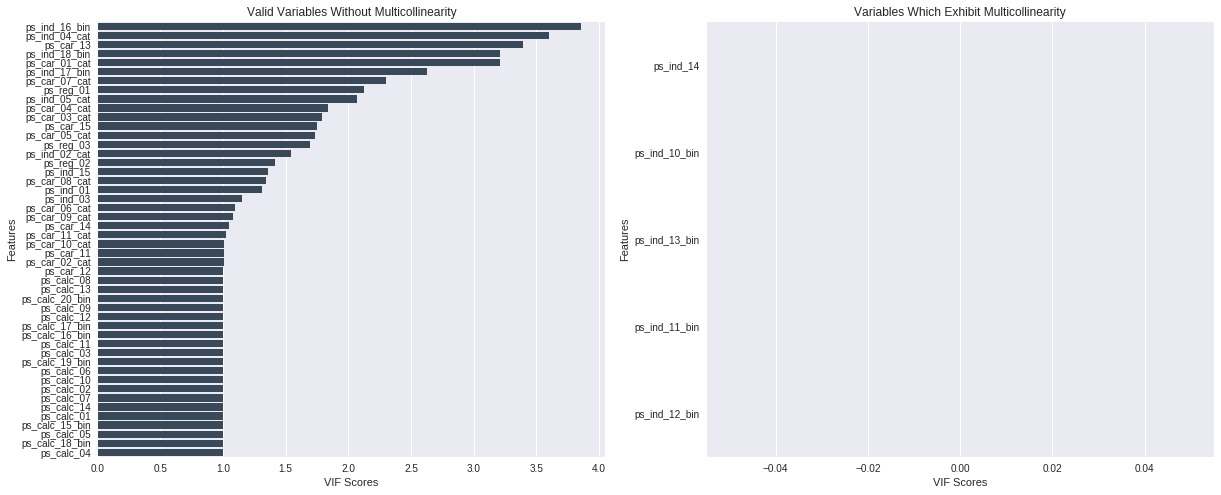 Valid Variables Without Multicollinearity
ps_ind_16_bin
ps_ind_04_cat
ps_car_13
ps_ind_18_bin
ps_car_01_cat
ps_ind_17_bin
ps_car_07_cat
ps_reg_01
ps_ind_05_cat
ps_car_04_cat
ps_car_03_cat
ps_car_15
ps_car_05_cat
ps_reg_03
ps_ind_02_cat
ps_reg_02
ps_ind_15
ps_car_08_cat
ps_ind_01
ps_ind_03
ps_car_06_cat
ps_car_09_cat
ps_car_14
ps_car_11_cat
ps_car_10_cat
ps_car_11
ps_car_02_cat
ps_car_12
ps_calc_08
ps_calc_13
ps_calc_20_bin
ps_calc_09
ps_calc_12
ps_calc_17_bin
ps_calc_16_bin
ps_calc_11
ps_calc_03
ps_calc_19_bin
ps_calc_06
ps_calc_10
ps_calc_02
ps_calc_07
ps_calc_14
ps_calc_01
ps_calc_15_bin
ps_calc_05
ps_calc_18_bin
ps_calc_04
Features
0.0 0.5 1.0 1.5 2.0 2.5 3.0 3.5 4.0
VIF Scores
Variables Which Exhibit Multicollinearity
ps_ind_14
ps_ind_10_bin
ps_ind_13_bin
ps_ind_11_bin
ps_ind_12_bin
Features
−0.04 −0.02 0.00 0.02 0.04
VIF Scores